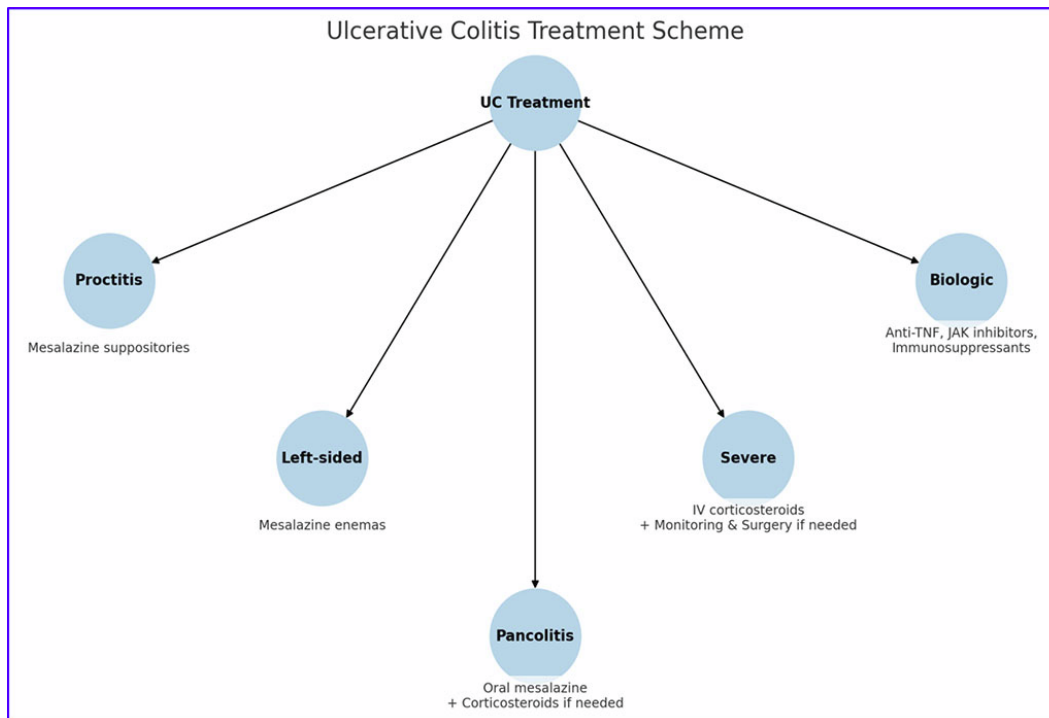 Ulcerative Colitis Treatment Scheme
UC Treatment
Proctitis
Mesalazine suppositories
Biologic
Anti-TNF, JAK inhibitors,
Immunosuppressants
Left-sided
Mesalazine enemas
Severe
IV corticosteroids
+ Monitoring & Surgery if needed
Pancolitis
Oral mesalazine
+ Corticosteroids if needed